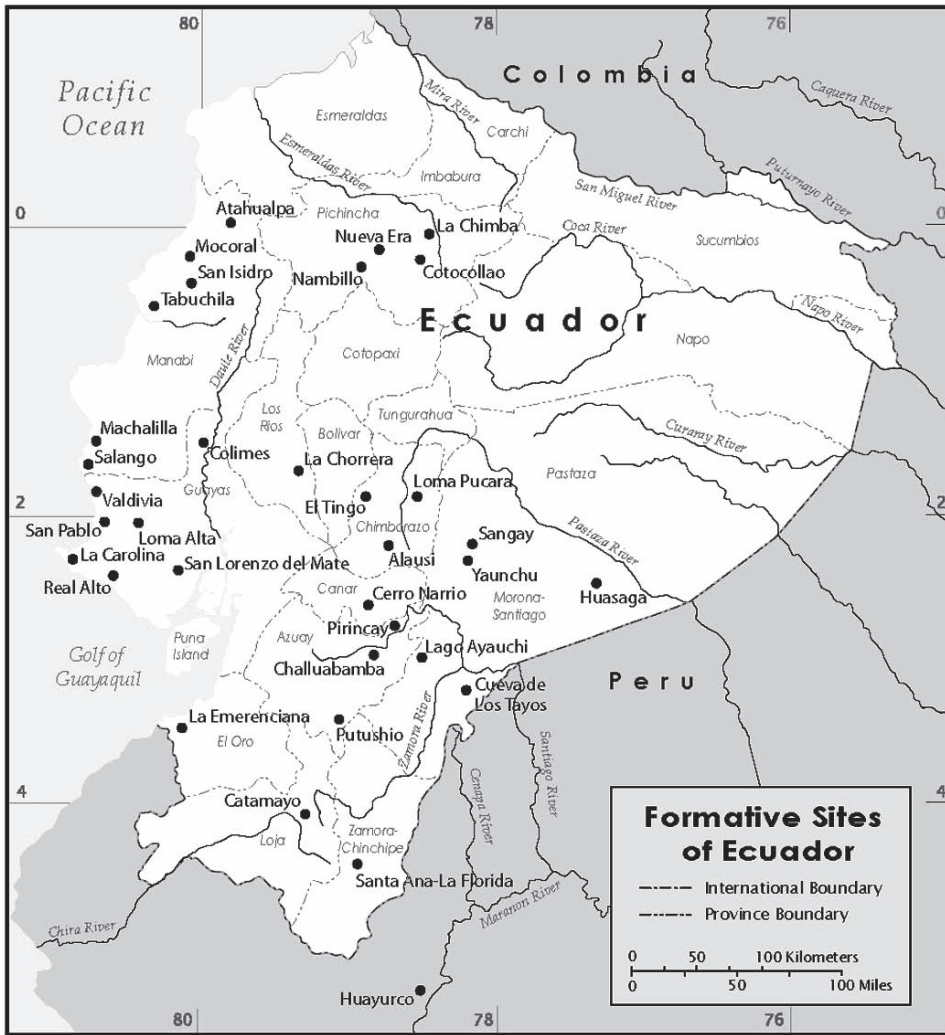 80
78
76
Colombia
Pacific
Ocean
Caquera River
Mira River
Esmeraldas
Carchi
Esmeraldas River
Imbabura
Puturnayo River
San Miguel River
Atahualpa
Pichincha
La Chimba
Coca River
0
0
Nueva Era
Sucumbios
Mocoral
San Isidro
Nambillo
Cotocollao
Tabuchila
Ecuador
Napo River
Daule River
Napo
Manabi
Cotopaxi
Los
Rios
Tungurahua
Machalilla
Bolivar
Curaray River
Salango
Colimes
La Chorrera
Pastaza
Guayas
Loma Pucara
Valdivia
El Tingo
2
2
San Pablo
Chimborazo
Loma Alta
Sangay
Pastaza River
La Carolina
San Lorenzo del Mate
Alausi
Yaunchu
Real Alto
Huasaga
Canar
Cerro Narrio
Morona-
Santiago
Pirincay
Puna
Island
Azuay
Lago Ayauchi
Golf of
Guayaquil
Challuabamba
Peru
Cueva de
Los Tayos
La Emerenciana
Putushio
Zamora River
El Oro
Santiago River
Cenapa River
4
4
Catamayo
Loja
Zamora-
Chinchipe
Santa Ana-La Florida
Maranon River
Chira River
Huayurco
Formative Sites
of Ecuador
International Boundary
Province Boundary
0 50 100 Kilometers
0 50 100 Miles
80
78
76